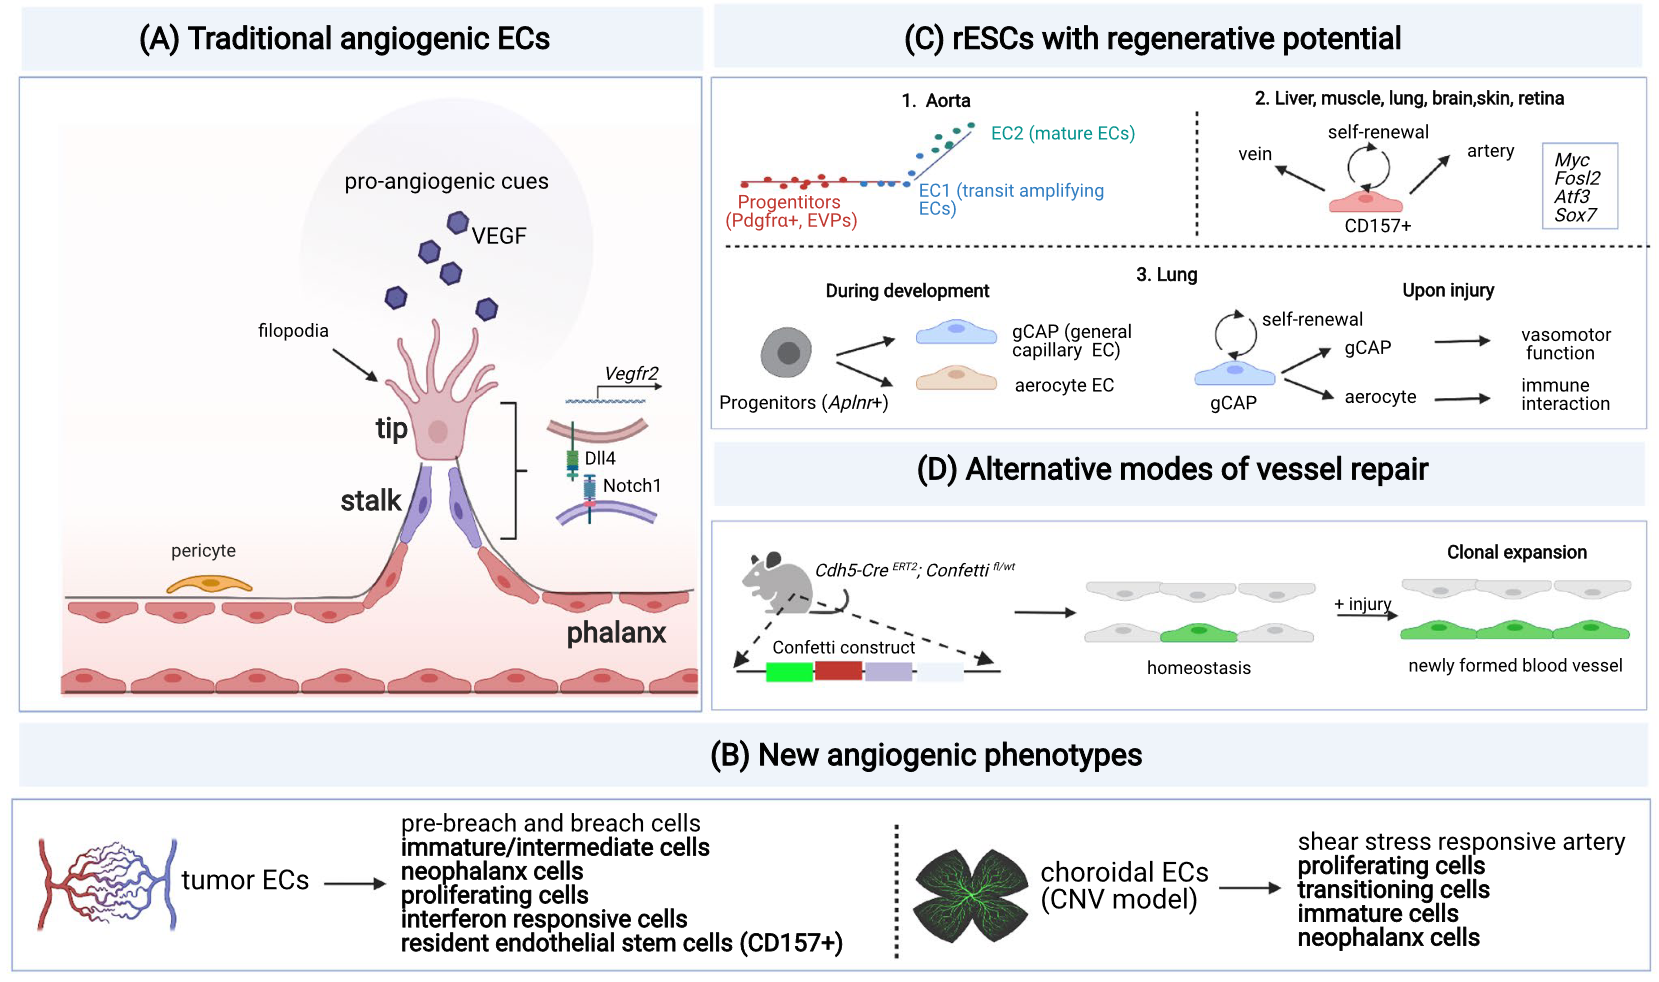 (A) Traditional angiogenic ECs
pro-angiogenic cues
VEGF
filopodia
Vegfr2
tip
Dll4
Notch1
stalk
pericyte
phalanx
(C) rESCs with regenerative potential
1. Aorta
EC2 (mature ECs)
EC1 (transit amplifying
ECs)
Progentitors
(Pdgfrα+, EVPs)
2. Liver, muscle, lung, brain,skin, retina
self-renewal
vein
artery
CD157+
Myc
Fosl2
Atf3
Sox7
3. Lung
During development
gCAP (general
capillary EC)
aerocyte EC
Progenitors (Aplnr+)
Upon injury
self-renewal
gCAP
gCAP
aerocyte
vasomotor
function
immune
interaction
(D) Alternative modes of vessel repair
Cdh5-Cre ERT2; Confetti fl/wt
Confetti construct
homeostasis
+ injury
Clonal expansion
newly formed blood vessel
(B) New angiogenic phenotypes
tumor ECs
pre-breach and breach cells
immature/intermediate cells
neophalanx cells
proliferating cells
interferon responsive cells
resident endothelial stem cells (CD157+)
choroidal ECs
(CNV model)
shear stress responsive artery
proliferating cells
transitioning cells
immature cells
neophalanx cells